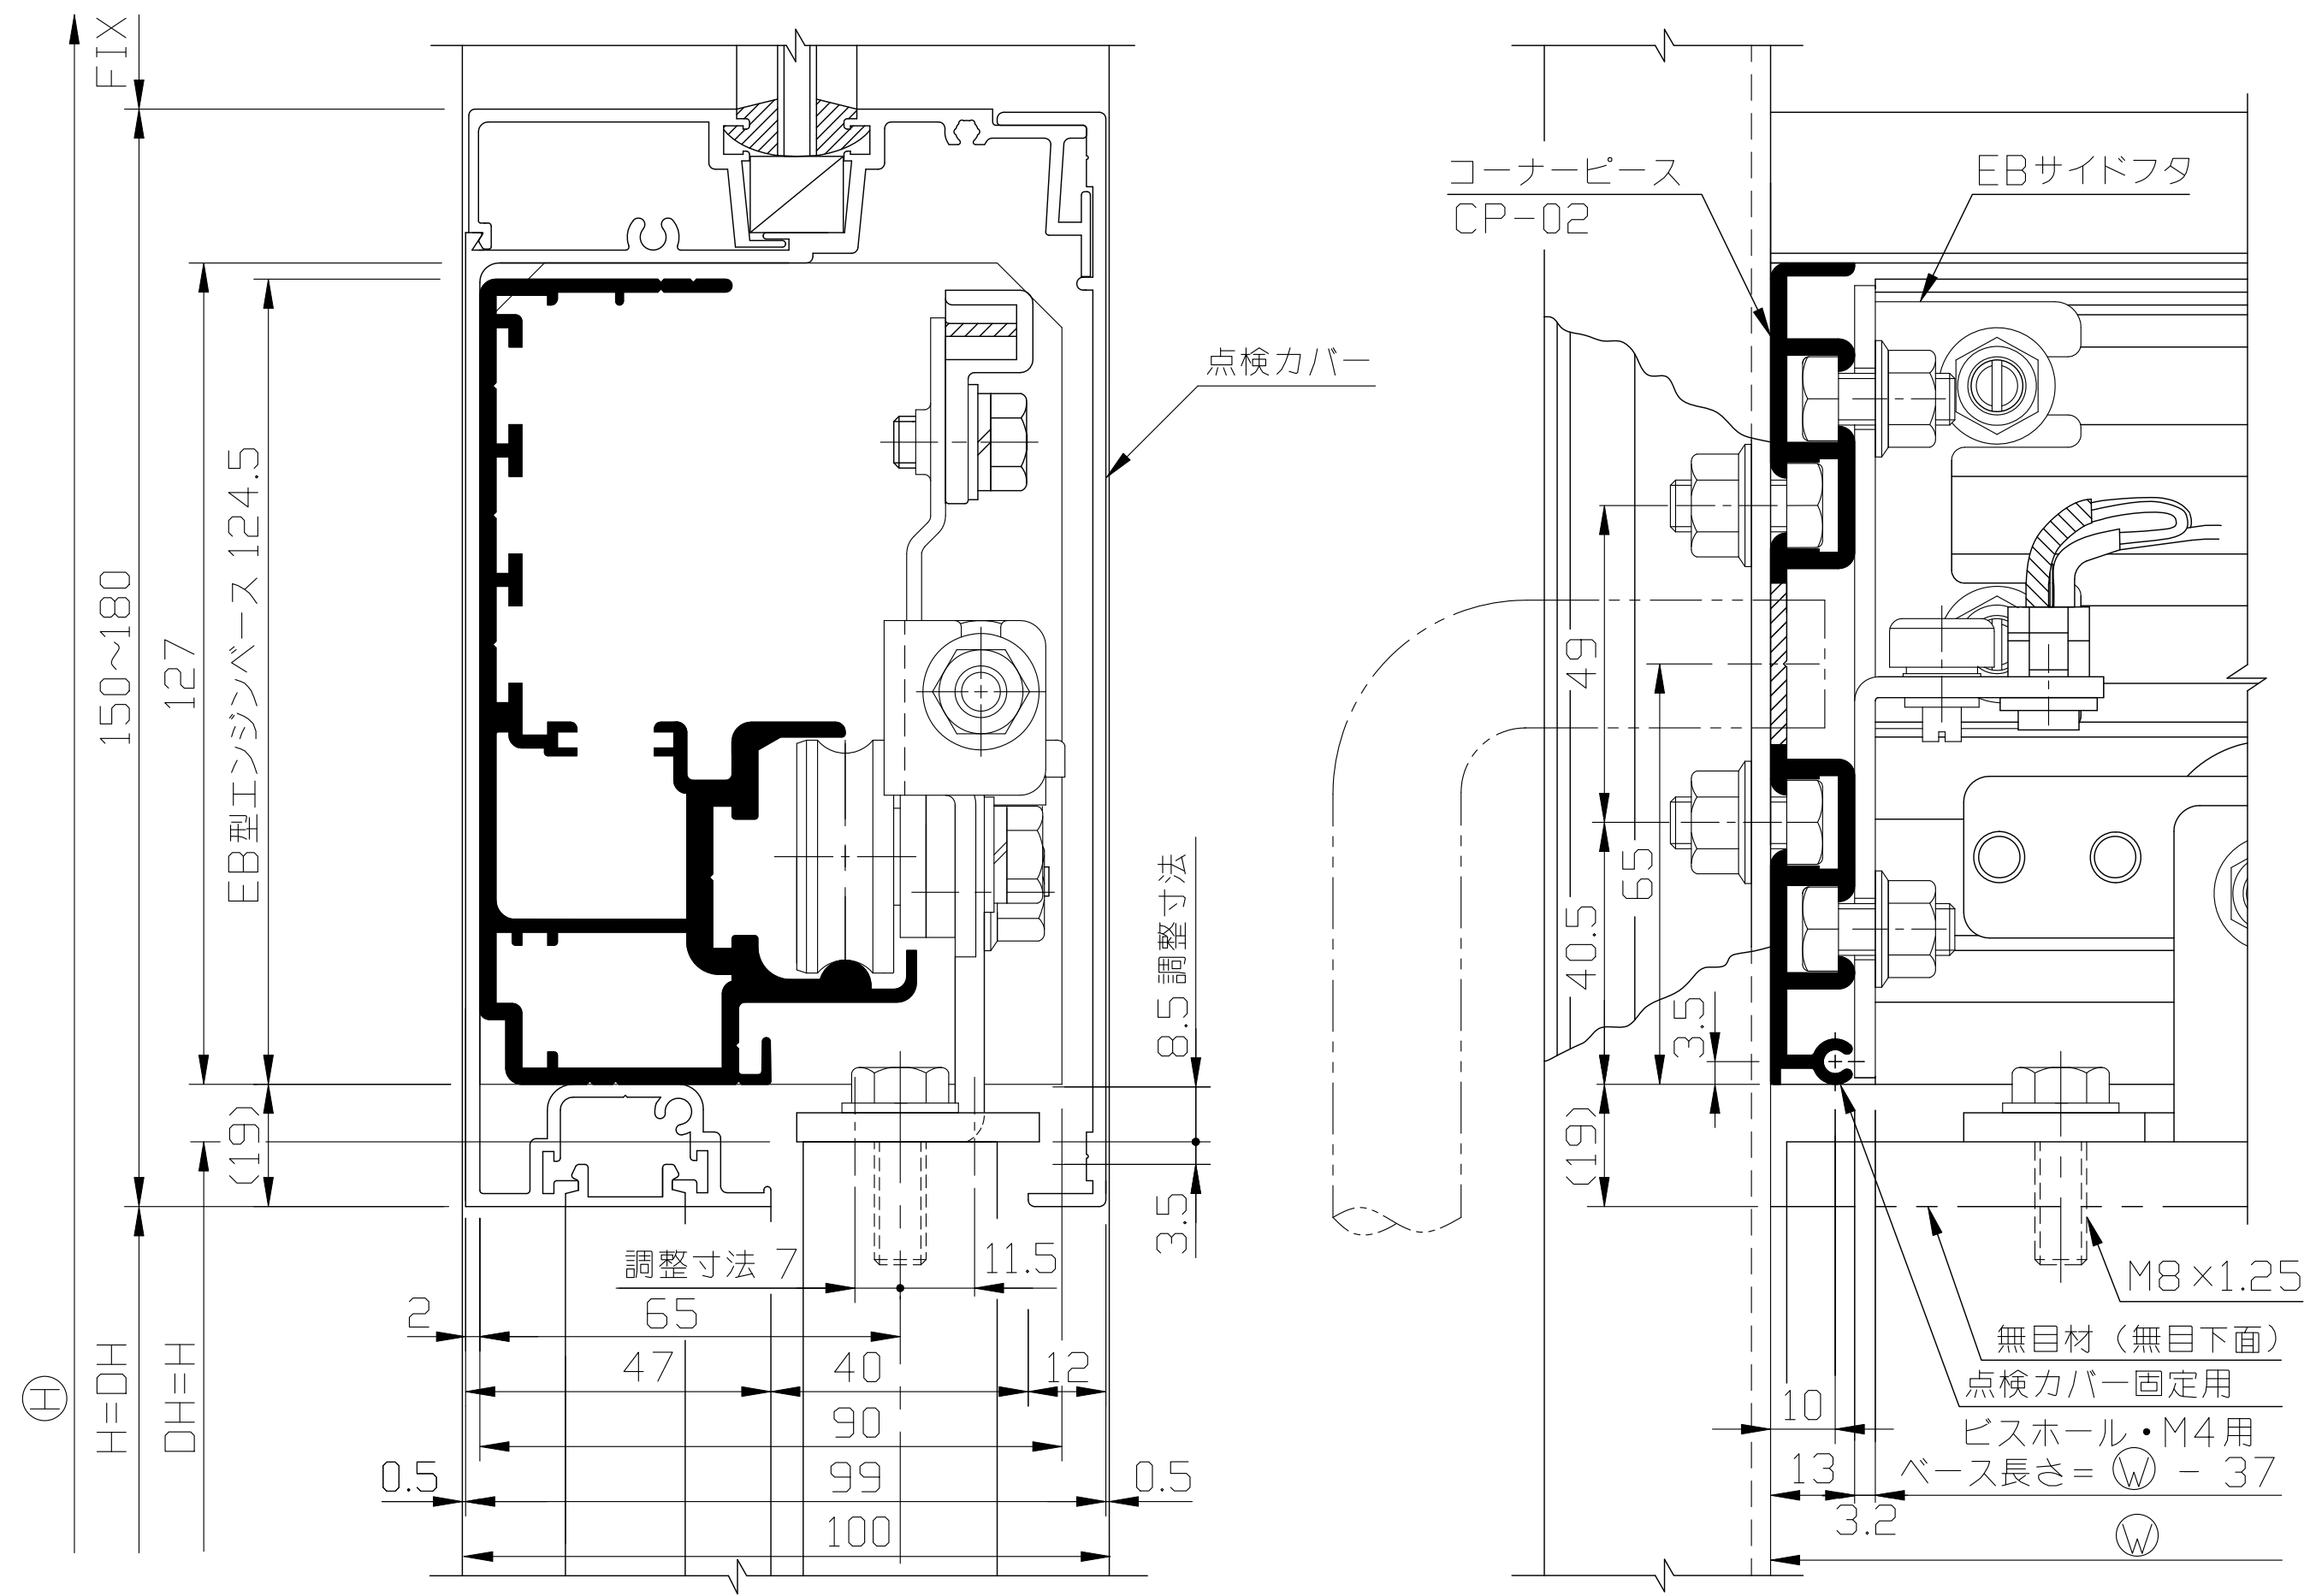 FIX
150~180
127
EB型エンジンベース 124.5
(19)
H=DH
DH=H
H
点検カバー
8.5 調整寸法
3.5
調整寸法 7
11.5
2
65
47
40
12
90
0.5
99
0.5
100
コーナーピース
CP-02
EBサイドフタ
49
65
40.5
3.5
(19)
M8×1.25
無目材 (無目下面)
点検カバー固定用
ビスホール・M4用
10
13
ベース長さ= W - 37
3.2
W